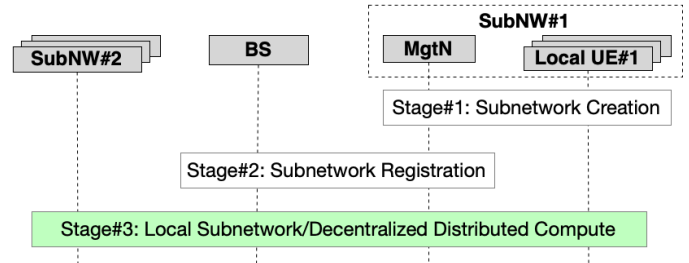 SubNW#1
SubNW#2
BS
MgtN
Local UE#1
Stage#1: Subnetwork Creation
Stage#2: Subnetwork Registration
Stage#3: Local Subnetwork/Decentralized Distributed Compute